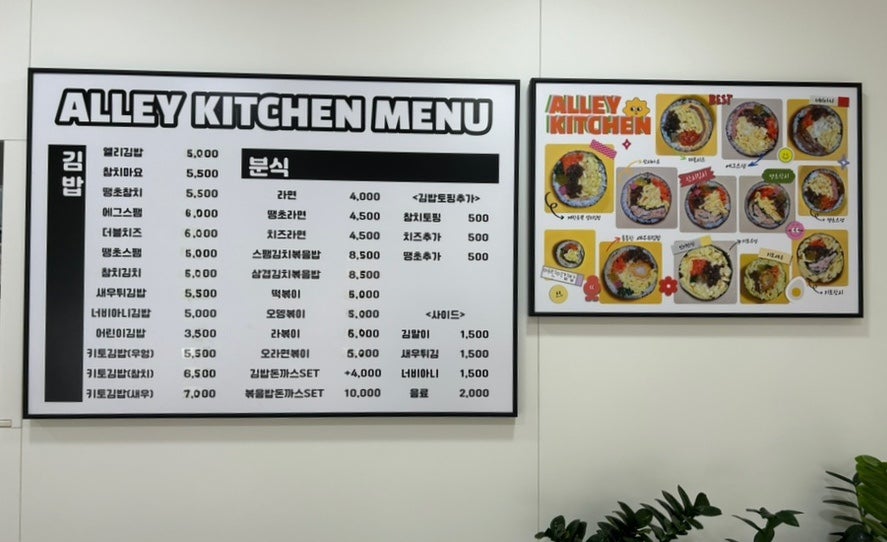 ALLEY KITCHEN MENU
김밥
엘리김밥 5,000
참치마요 5,500
땡초참치 5,500
에그스팸 6,000
더블치즈 6,000
땡초스팸
참치김치
새우튀김밥 5,500
너비아니김밥 5,000
어린이김밥 3,500
키토김밥(우엉) 5,500
키토김밥(참치) 6,500
키토김밥(새우) 7,000
분식
라면 4,000
땡초라면 4,500
치즈라면 4,500
스팸김치볶음밥 8,500
삼겹김치볶음밥 8,500
떡볶이 5,000
오뎅볶이 5,000
라볶이
오라면볶이
김밥돈까스SET +4,000
볶음밥돈까스SET 10,000
<김밥토핑추가>
참치토핑 500
치즈추가 500
땡초추가 500
<사이드>
김말이 1,500
새우튀김 1,500
너비아니 1,500
음료 2,000
ALLEY
KITCHEN
BEST